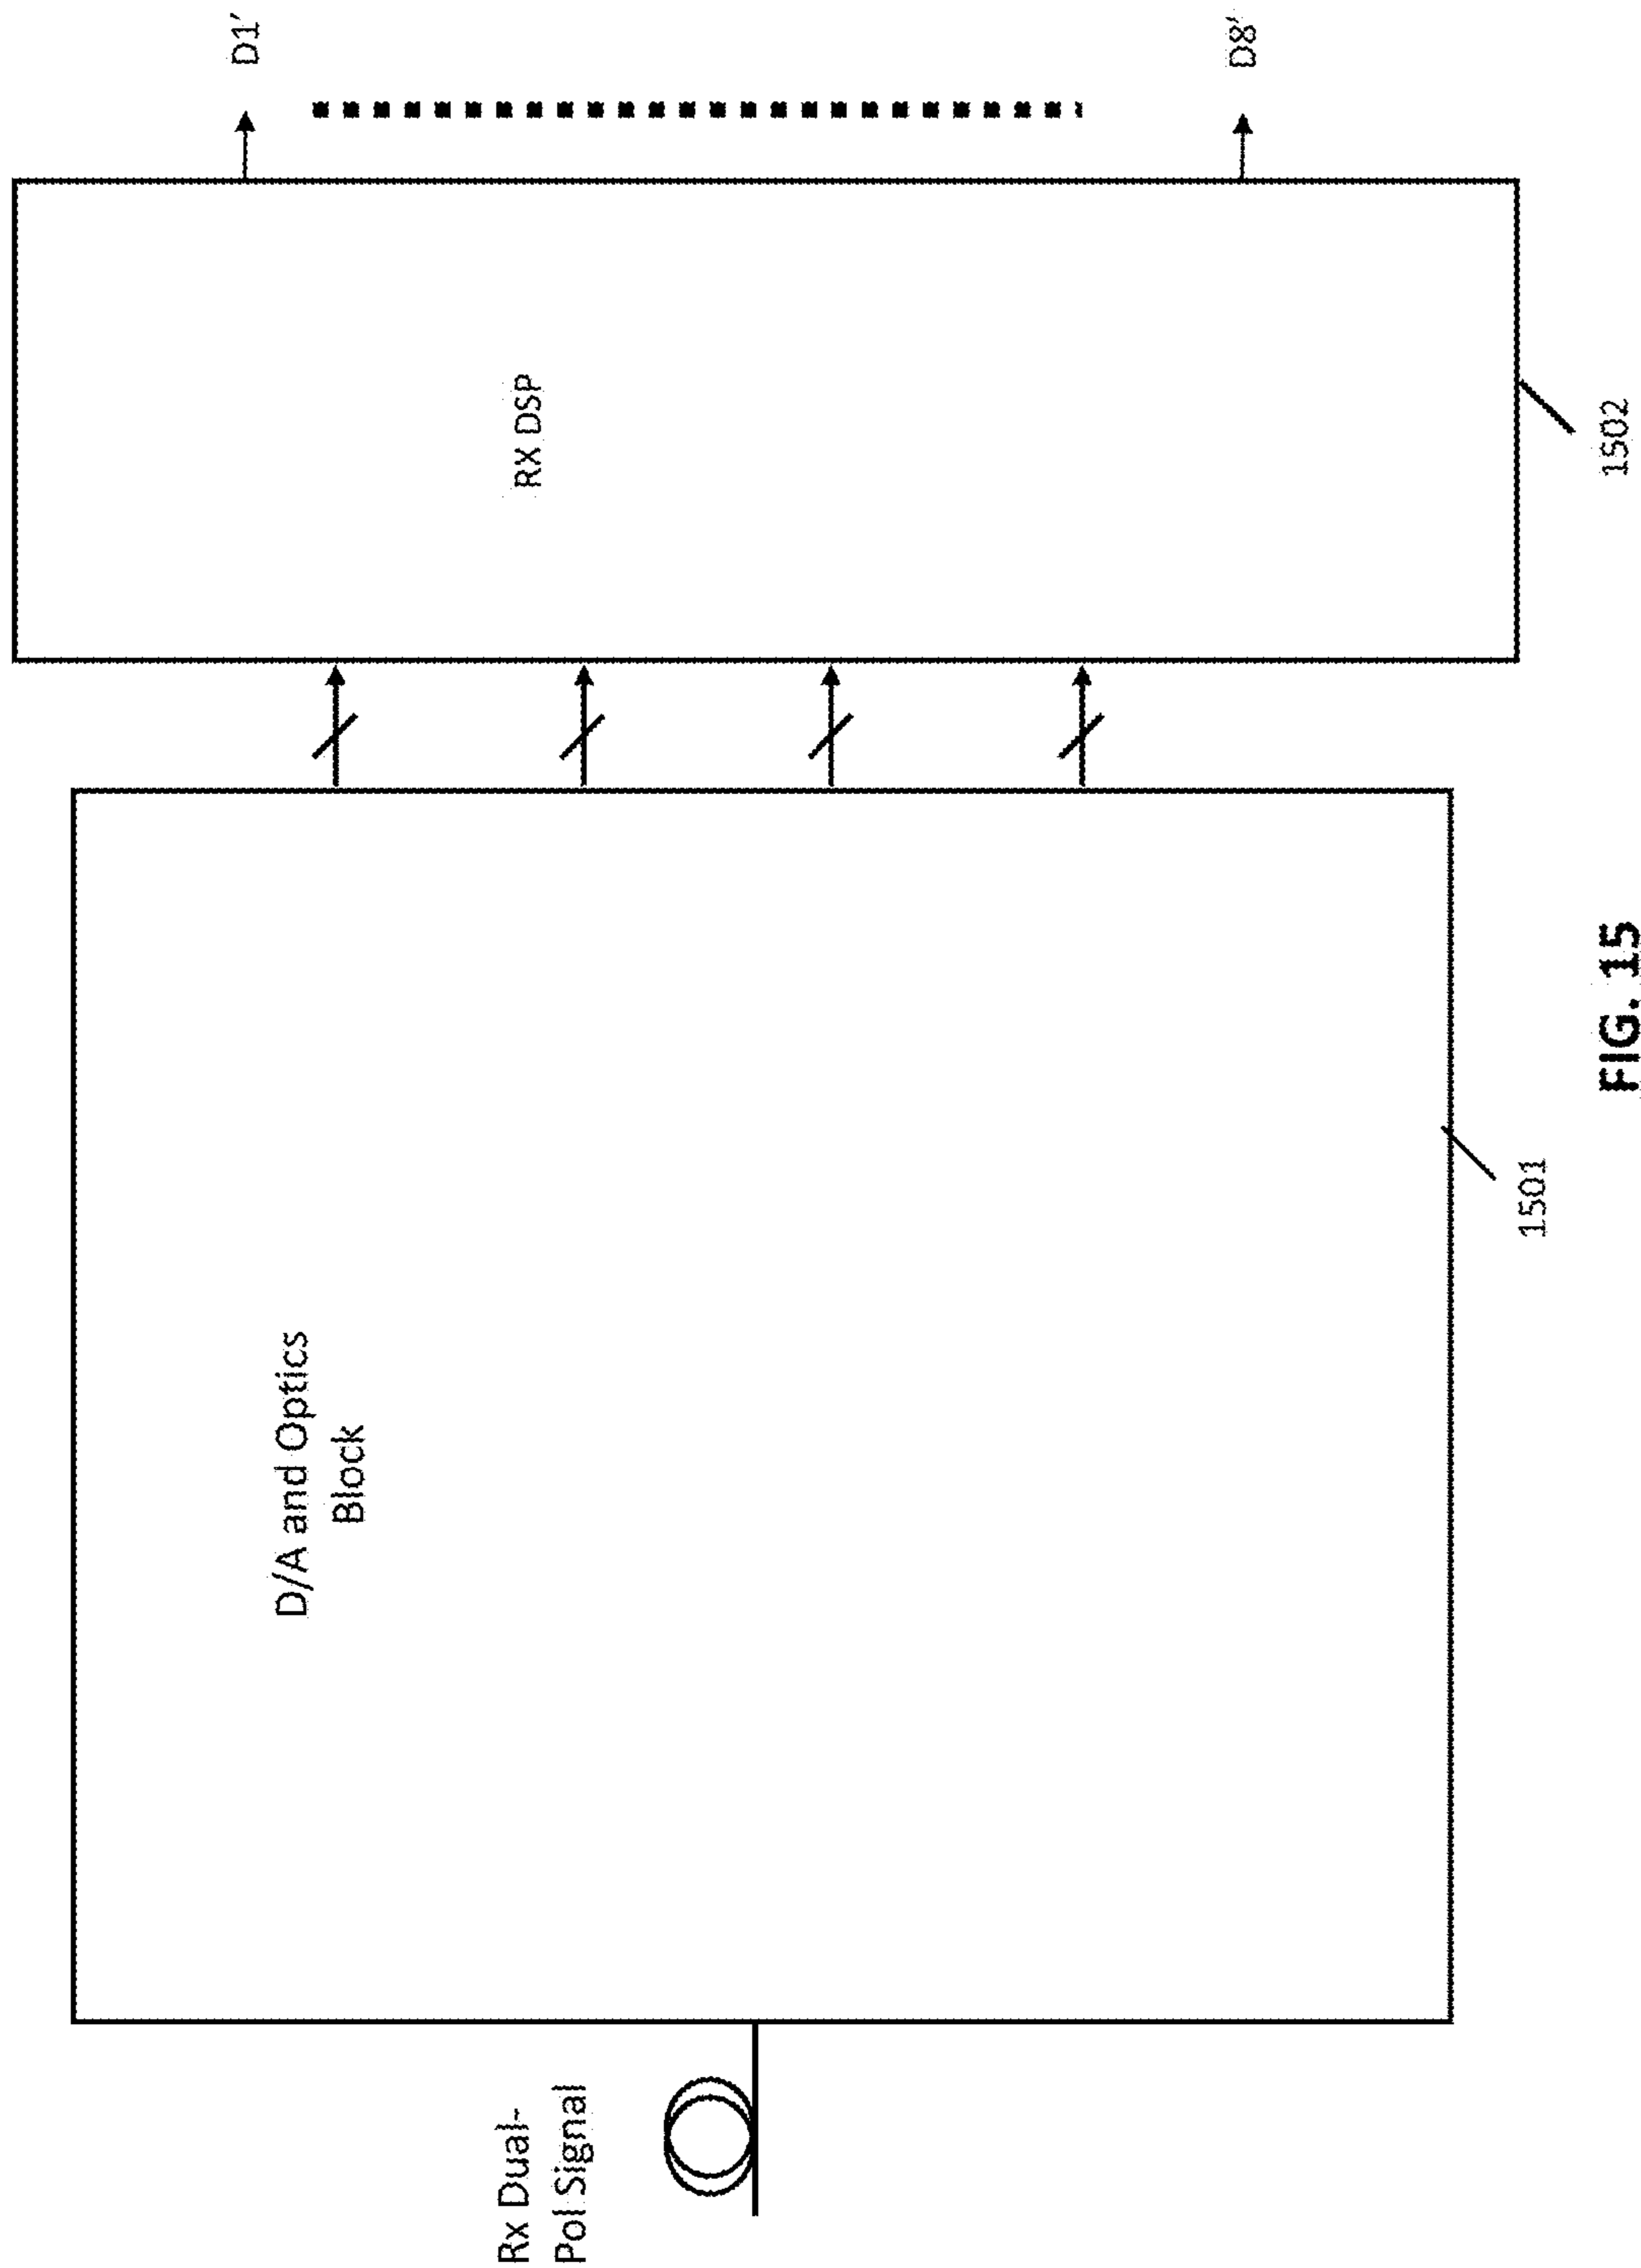 Rx Dual-
Pol Signal
D/A and Optics
Block
1501
RX DSP
1502
D1′
D8′
FIG. 15